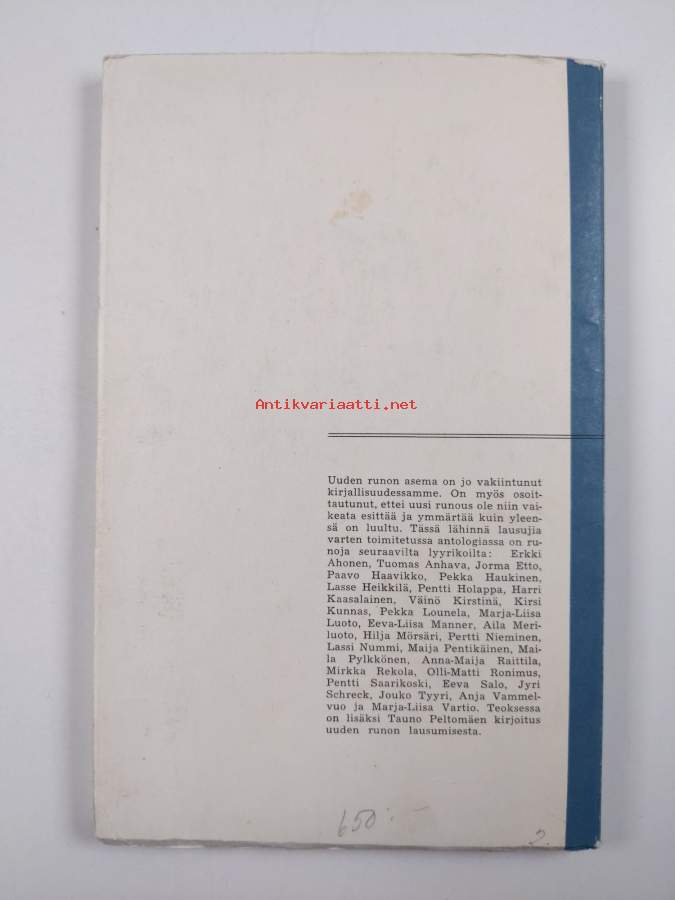 Antikvariaatti.net
Uuden runon asema on jo vakiintunut
kirjallisuudessamme. On myös osoit-
tautunut, ettei uusi runous ole niin vai-
keata esittää ja ymmärtää kuin yleen-
sä on luultu. Tässä lähinnä lausujia
varten toimitetussa antologiassa on ru-
noja seuraavilta lyyrikoilta: Erkki
Ahonen, Tuomas Anhava, Jorma Etto,
Paavo Haavikko, Pekka Haukinen,
Lasse Heikkilä, Pentti Holappa, Harri
Kaasalainen, Väinö Kirstinä, Kirsi
Kunnas, Pekka Lounela, Marja-Liisa
Luoto, Eeva-Liisa Manner, Aila Meri-
luoto, Hilja Mörsäri, Pertti Nieminen,
Lassi Nummi, Maija Pentikäinen, Mai-
la Pylkkönen, Anna-Maija Raittila,
Mirkka Rekola, Olli-Matti Ronimus,
Pentti Saarikoski, Eeva Salo, Jyri
Schreck, Jouko Tyyri, Anja Vammel-
vuo ja Marja-Liisa Vartio. Teoksessa
on lisäksi Tauno Peltomäen kirjoitus
uuden runon lausumisesta.
650:
2.